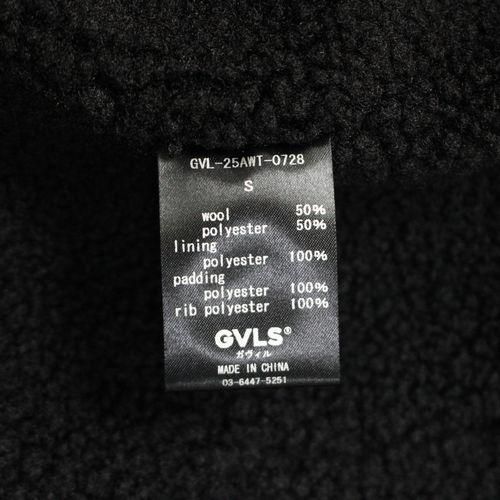 GVL-25AWT-0728
S
wool 50%
polyester 50%
lining
polyester 100%
padding
polyester 100%
rib polyester 100%
GVLS®
ガヴィル
MADE IN CHINA
03-6447-5251